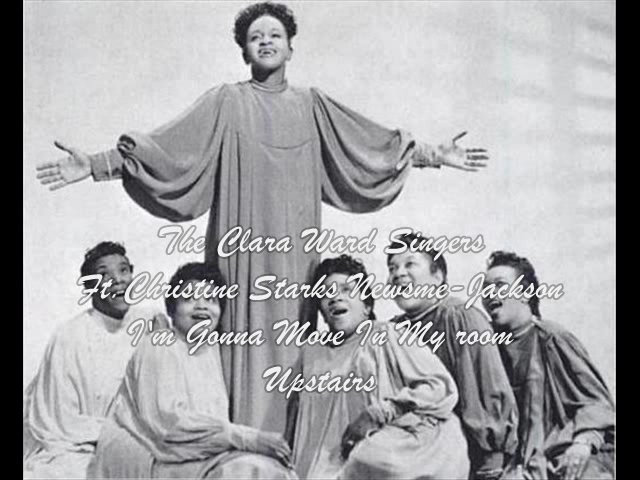 The Clara Ward Singers
Ft.Christine Starks,Newsme-Jackson
I'm Gonna Move In My room
Upstairs